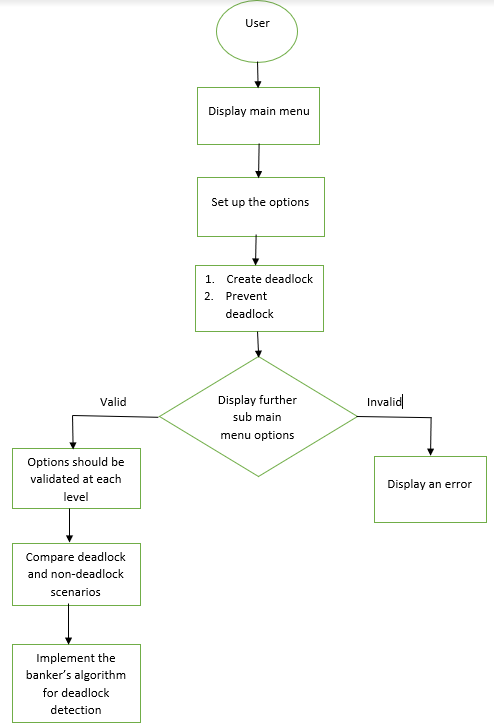 User
Display main menu
Set up the options
1. Create deadlock
2. Prevent
deadlock
Display further
sub main
menu options
Valid
Invalid
Options should be
validated at each
level
Display an error
Compare deadlock
and non-deadlock
scenarios
Implement the
banker’s algorithm
for deadlock
detection